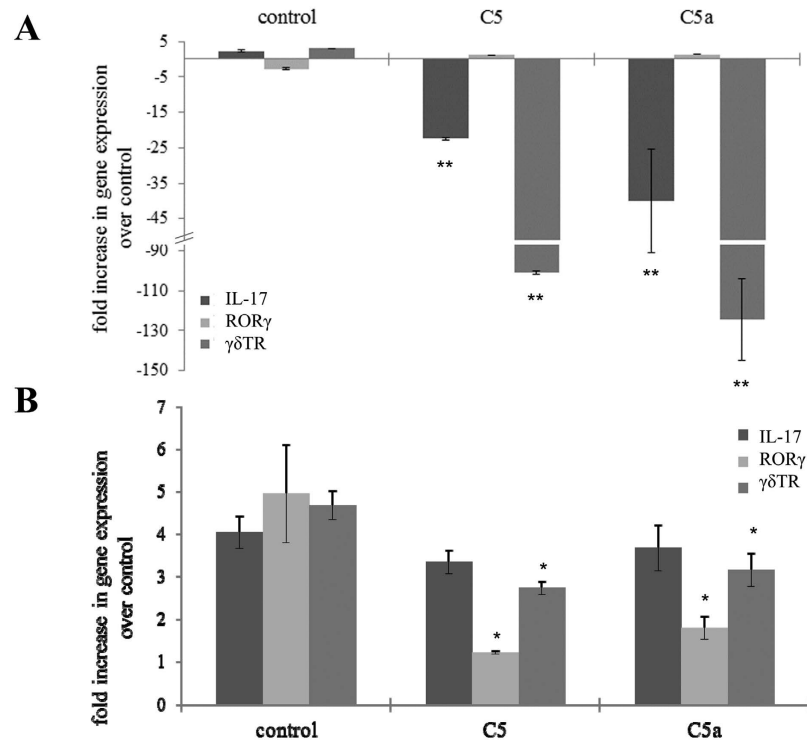 A
control C5 C5a
fold increase in gene expression
over control
5
-5
-15
-25
-35
-45
-90
-110
-130
-150
** ** ** **
IL-17
RORγ
γδTR
B
fold increase in gene expression
over control
7
6
5
4
3
2
1
0
IL-17
RORγ
γδTR
* * * *
control C5 C5a